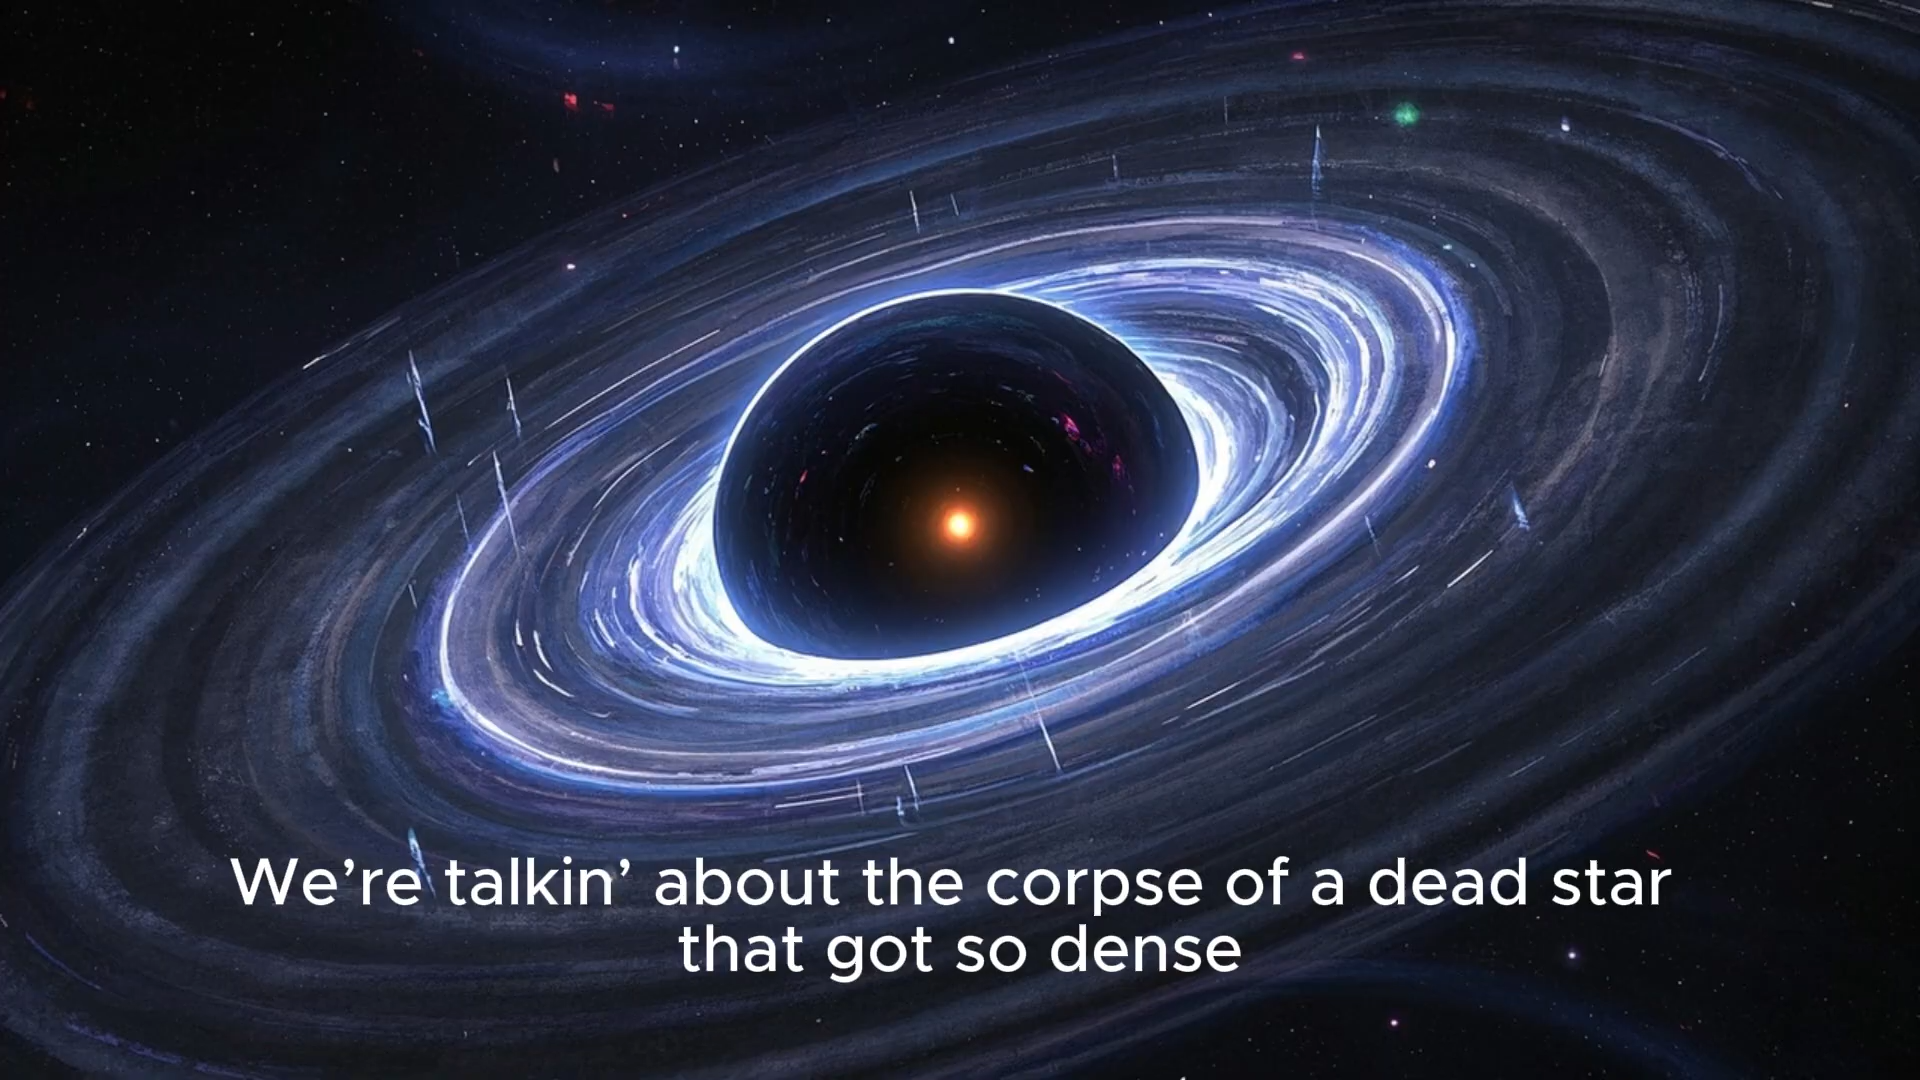 We’re talkin’ about the corpse of a dead star
that got so dense